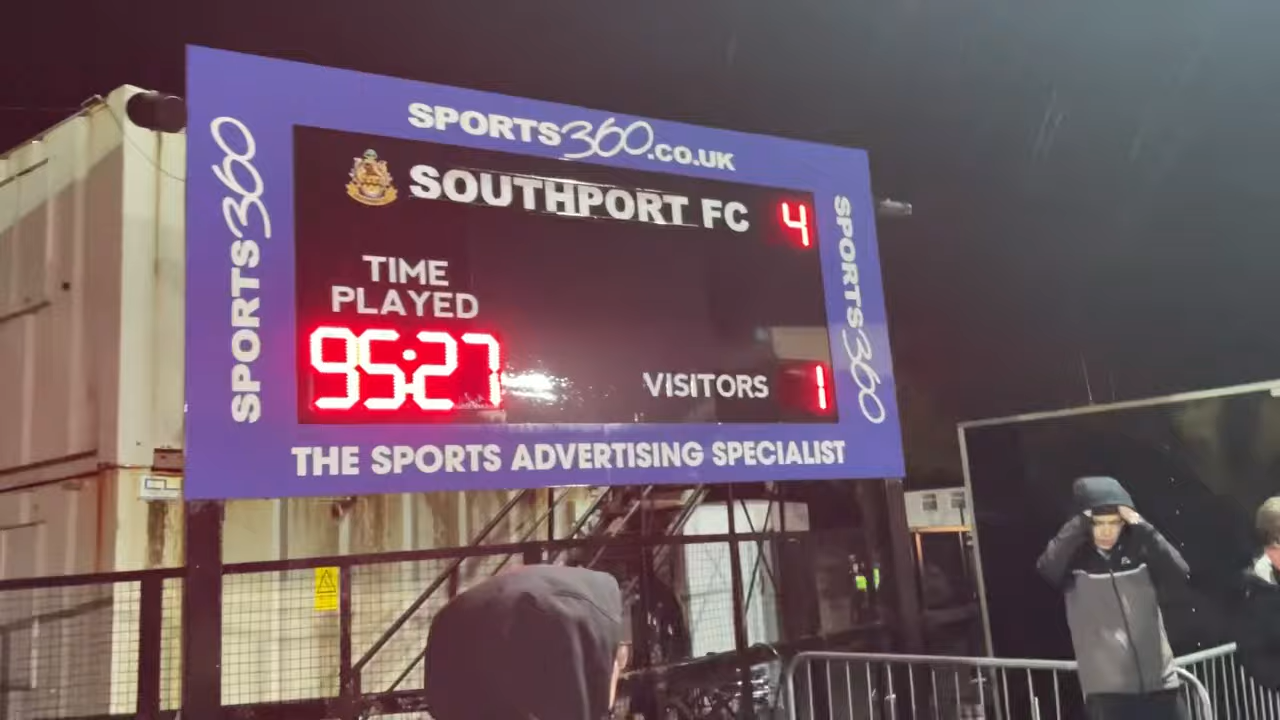 SPORTS360.CO.UK
SPORTS360
SOUTHPORT FC 4
SPORTS360
TIME
PLAYED
95:27
VISITORS 1
THE SPORTS ADVERTISING SPECIALIST